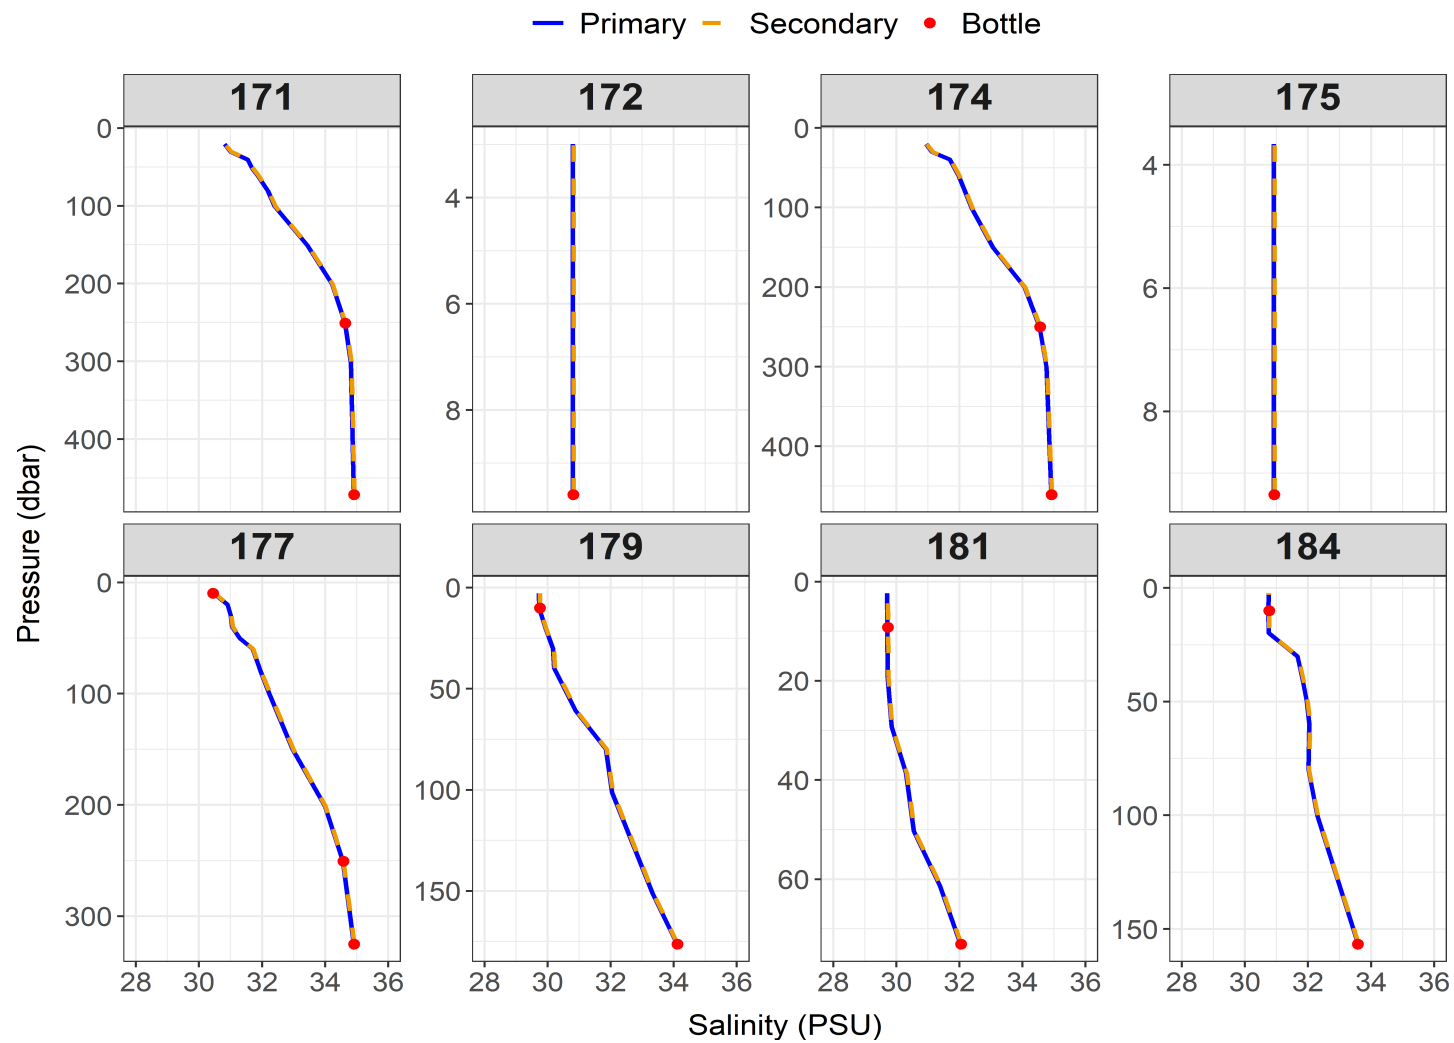 Primary Secondary Bottle
171 172 174 175
0 100 200 300 400
4 6 8
0 100 200 300 400
4 6 8
Pressure (dbar)
177 179 181 184
0 100 200 300
0 50 100 150
0 20 40 60
0 50 100 150
28 30 32 34 36 28 30 32 34 36 28 30 32 34 36 28 30 32 34 36
Salinity (PSU)